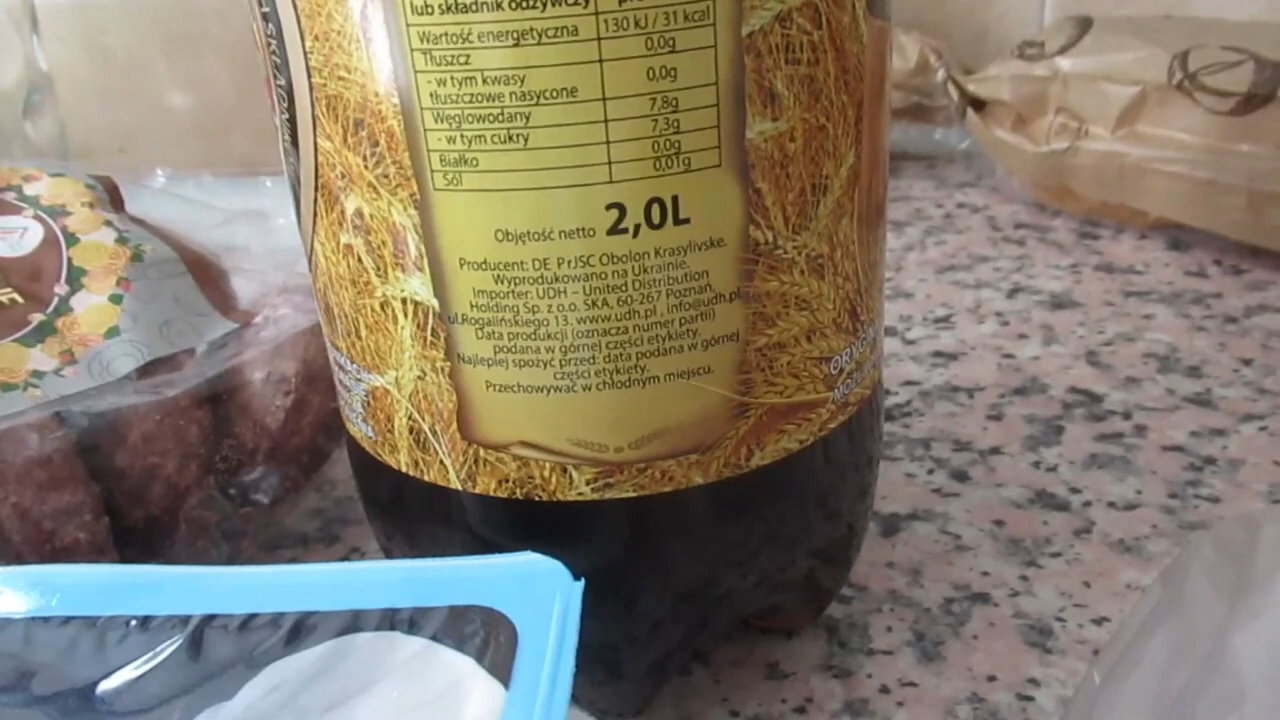 lub składnik odżywczy
Wartość energetyczna 130 kJ / 31 kcal
Tłuszcz 0,0g
- w tym kwasy
tłuszczowe nasycone 0,0g
Węglowodany 7,8g
- w tym cukry 7,3g
Białko 0,0g
Sól 0,01g
Objętość netto 2,0L
Producent: DE PrJSC Obolon Krasylivske.
Wyprodukowano na Ukrainie.
Importer: UDH – United Distribution
Holding Sp. z o.o. SKA, 60-267 Poznań,
ul.Rogalińskiego 13. www.udh.pl , info@udh.pl
Data produkcji (oznacza numer partii)
podana w górnej części etykiety.
Najlepiej spożyć przed: data podana w górnej
części etykiety.
Przechowywać w chłodnym miejscu.